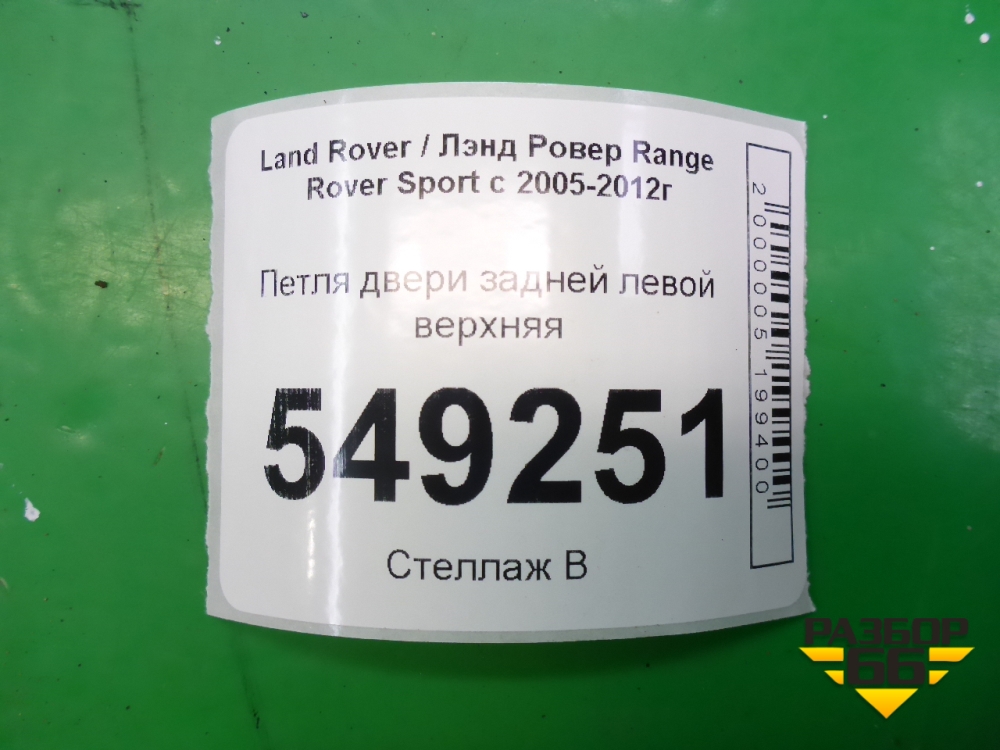 Land Rover / Лэнд Ровер Range
Rover Sport с 2005-2012г
Петля двери задней левой
верхняя
549251
Стеллаж В
2000005199400
РАЗБОР
66